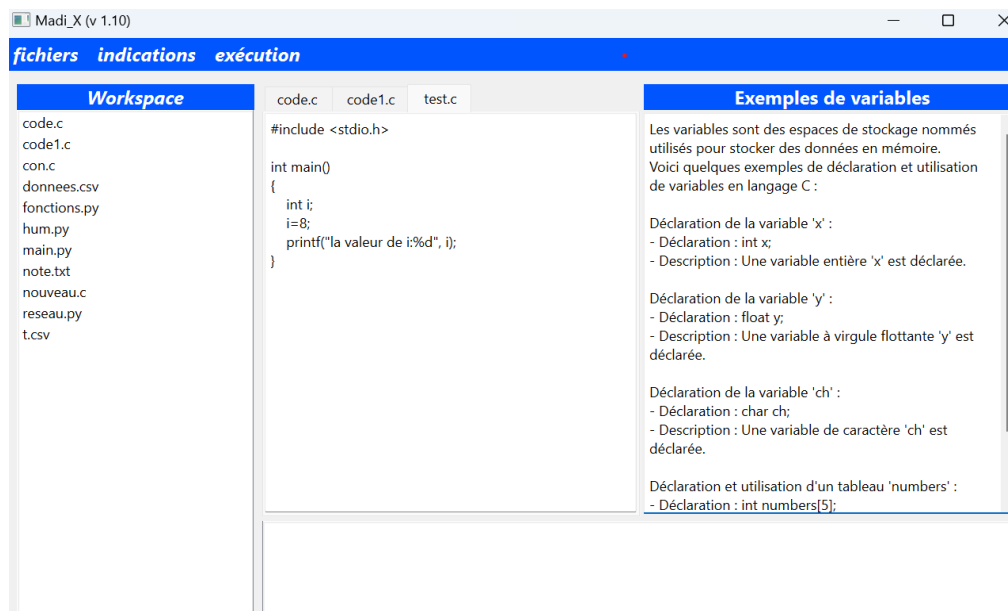 Madi_X (v 1.10)
fichiers indications exécution
Workspace
code.c
code1.c
con.c
donnees.csv
fonctions.py
hum.py
main.py
note.txt
nouveau.c
reseau.py
t.csv
code.c code1.c test.c
#include <stdio.h>
int main()
{
int i;
i=8;
printf("la valeur de i:%d", i);
}
Exemples de variables
Les variables sont des espaces de stockage nommés
utilisés pour stocker des données en mémoire.
Voici quelques exemples de déclaration et utilisation
de variables en langage C :
Déclaration de la variable 'x' :
- Déclaration : int x;
- Description : Une variable entière 'x' est déclarée.
Déclaration de la variable 'y' :
- Déclaration : float y;
- Description : Une variable à virgule flottante 'y' est
déclarée.
Déclaration de la variable 'ch' :
- Déclaration : char ch;
- Description : Une variable de caractère 'ch' est
déclarée.
Déclaration et utilisation d'un tableau 'numbers' :
- Déclaration : int numbers[5];